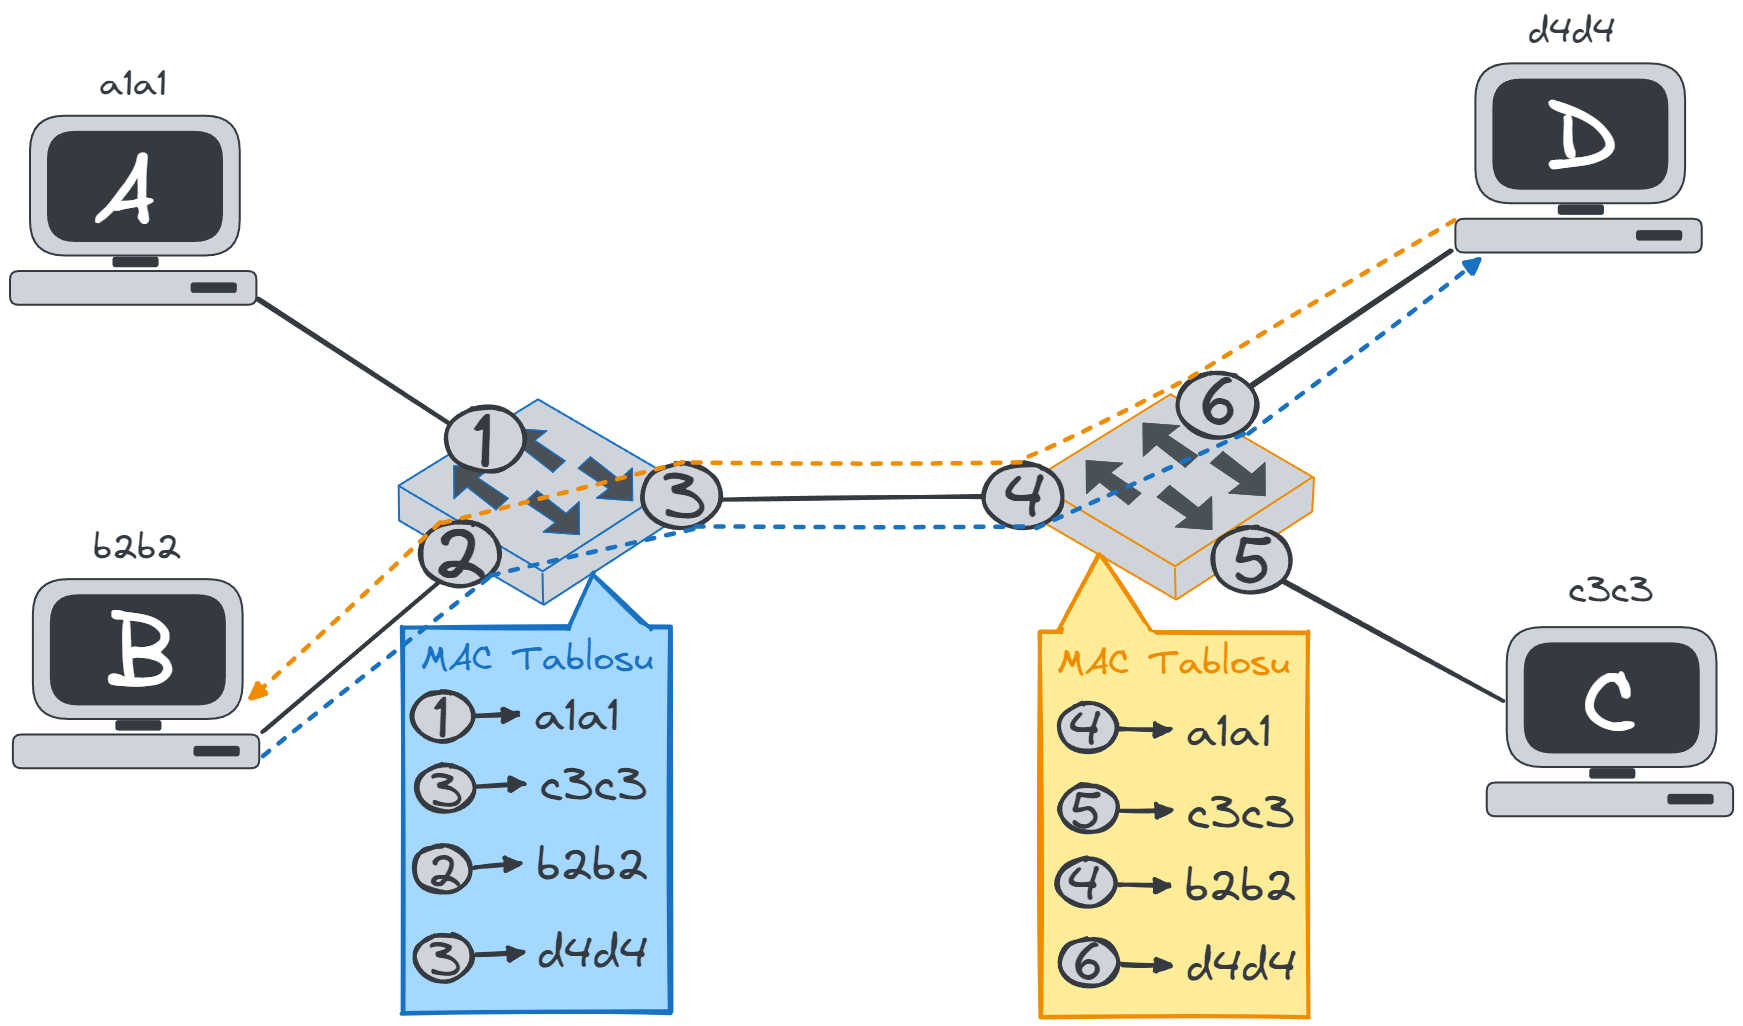 d4d4
D
a1a1
A
1
6
3
4
2
5
b2b2
B
c3c3
C
MAC Tablosu
1 a1a1
3 c3c3
2 b2b2
3 d4d4
MAC Tablosu
4 a1a1
5 c3c3
4 b2b2
6 d4d4